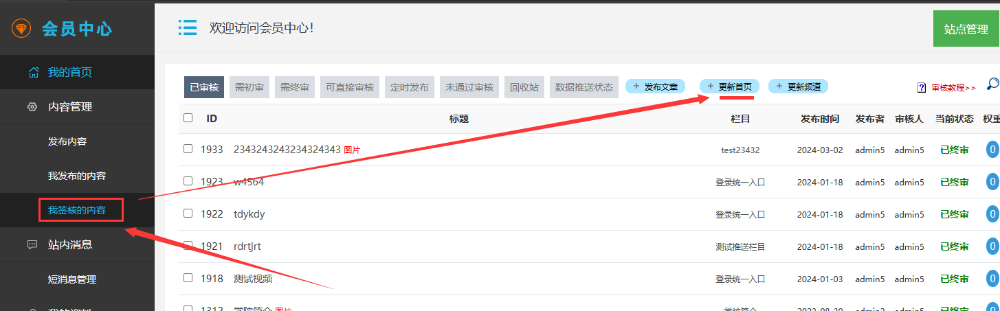 会员中心
欢迎访问会员中心！
站点管理
我的首页
内容管理
发布内容
我发布的内容
我签核的内容
站内消息
短消息管理
已审核 需初审 需终审 可直接审核 定时发布 未通过审核 回收站 数据推送状态 + 发布文章 + 更新首页 + 更新频道 审核教程>>
ID 标题 栏目 发布时间 发布者 审核人 当前状态 权重
1933 2343243243234324343 图片 test23432 2024-03-02 admin5 admin5 已终审 0
1923 w4564 登录统一入口 2024-01-18 admin5 admin5 已终审 0
1922 tdykdy 登录统一入口 2024-01-18 admin5 admin5 已终审 0
1921 rdrtjrt 测试推送栏目 2024-01-18 admin5 admin5 已终审 0
1918 测试视频 登录统一入口 2024-01-03 admin5 admin5 已终审 0